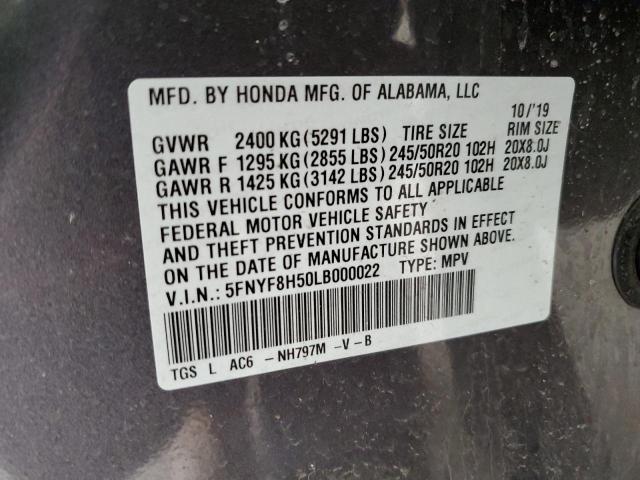 MFD. BY HONDA MFG. OF ALABAMA, LLC
10/'19
GVWR 2400 KG (5291 LBS) TIRE SIZE RIM SIZE
GAWR F 1295 KG (2855 LBS) 245/50R20 102H 20X8.0J
GAWR R 1425 KG (3142 LBS) 245/50R20 102H 20X8.0J
THIS VEHICLE CONFORMS TO ALL APPLICABLE
FEDERAL MOTOR VEHICLE SAFETY
AND THEFT PREVENTION STANDARDS IN EFFECT
ON THE DATE OF MANUFACTURE SHOWN ABOVE.
V.I.N.: 5FNYF8H50LB000022 TYPE: MPV
TGS L AC6 -NH797M -V-B